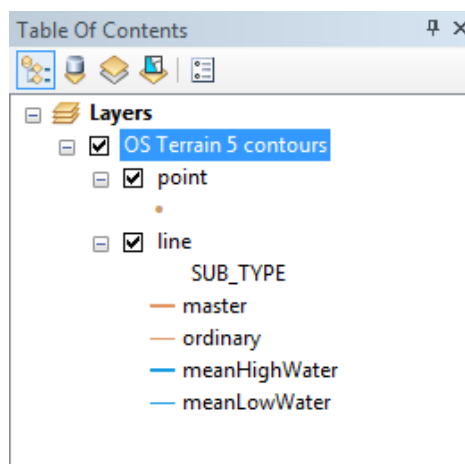 Table Of Contents
Layers
OS Terrain 5 contours
point
line
SUB_TYPE
master
ordinary
meanHighWater
meanLowWater